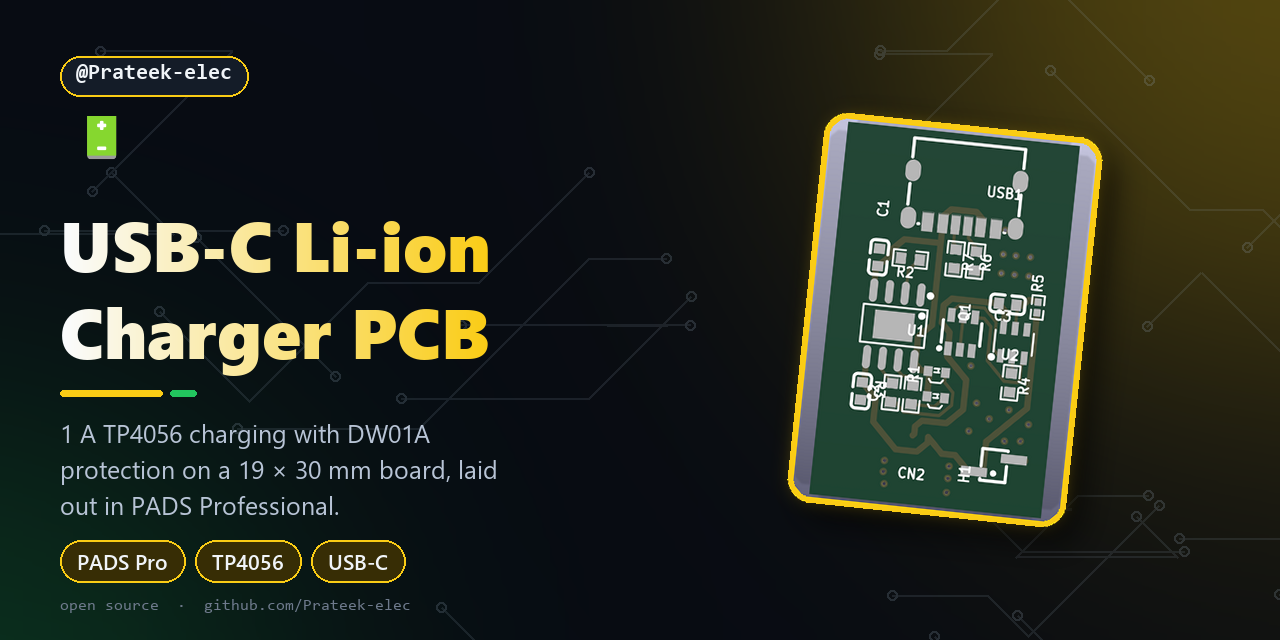 @Prateek-elec
USB-C Li-ion
Charger PCB
1 A TP4056 charging with DW01A
protection on a 19 × 30 mm board, laid
out in PADS Professional.
PADS Pro
TP4056
USB-C
open source · github.com/Prateek-elec
USB1
C1
R2
R6
R5
C3
Q1
U1
U2
R1
R4
CN2
H1